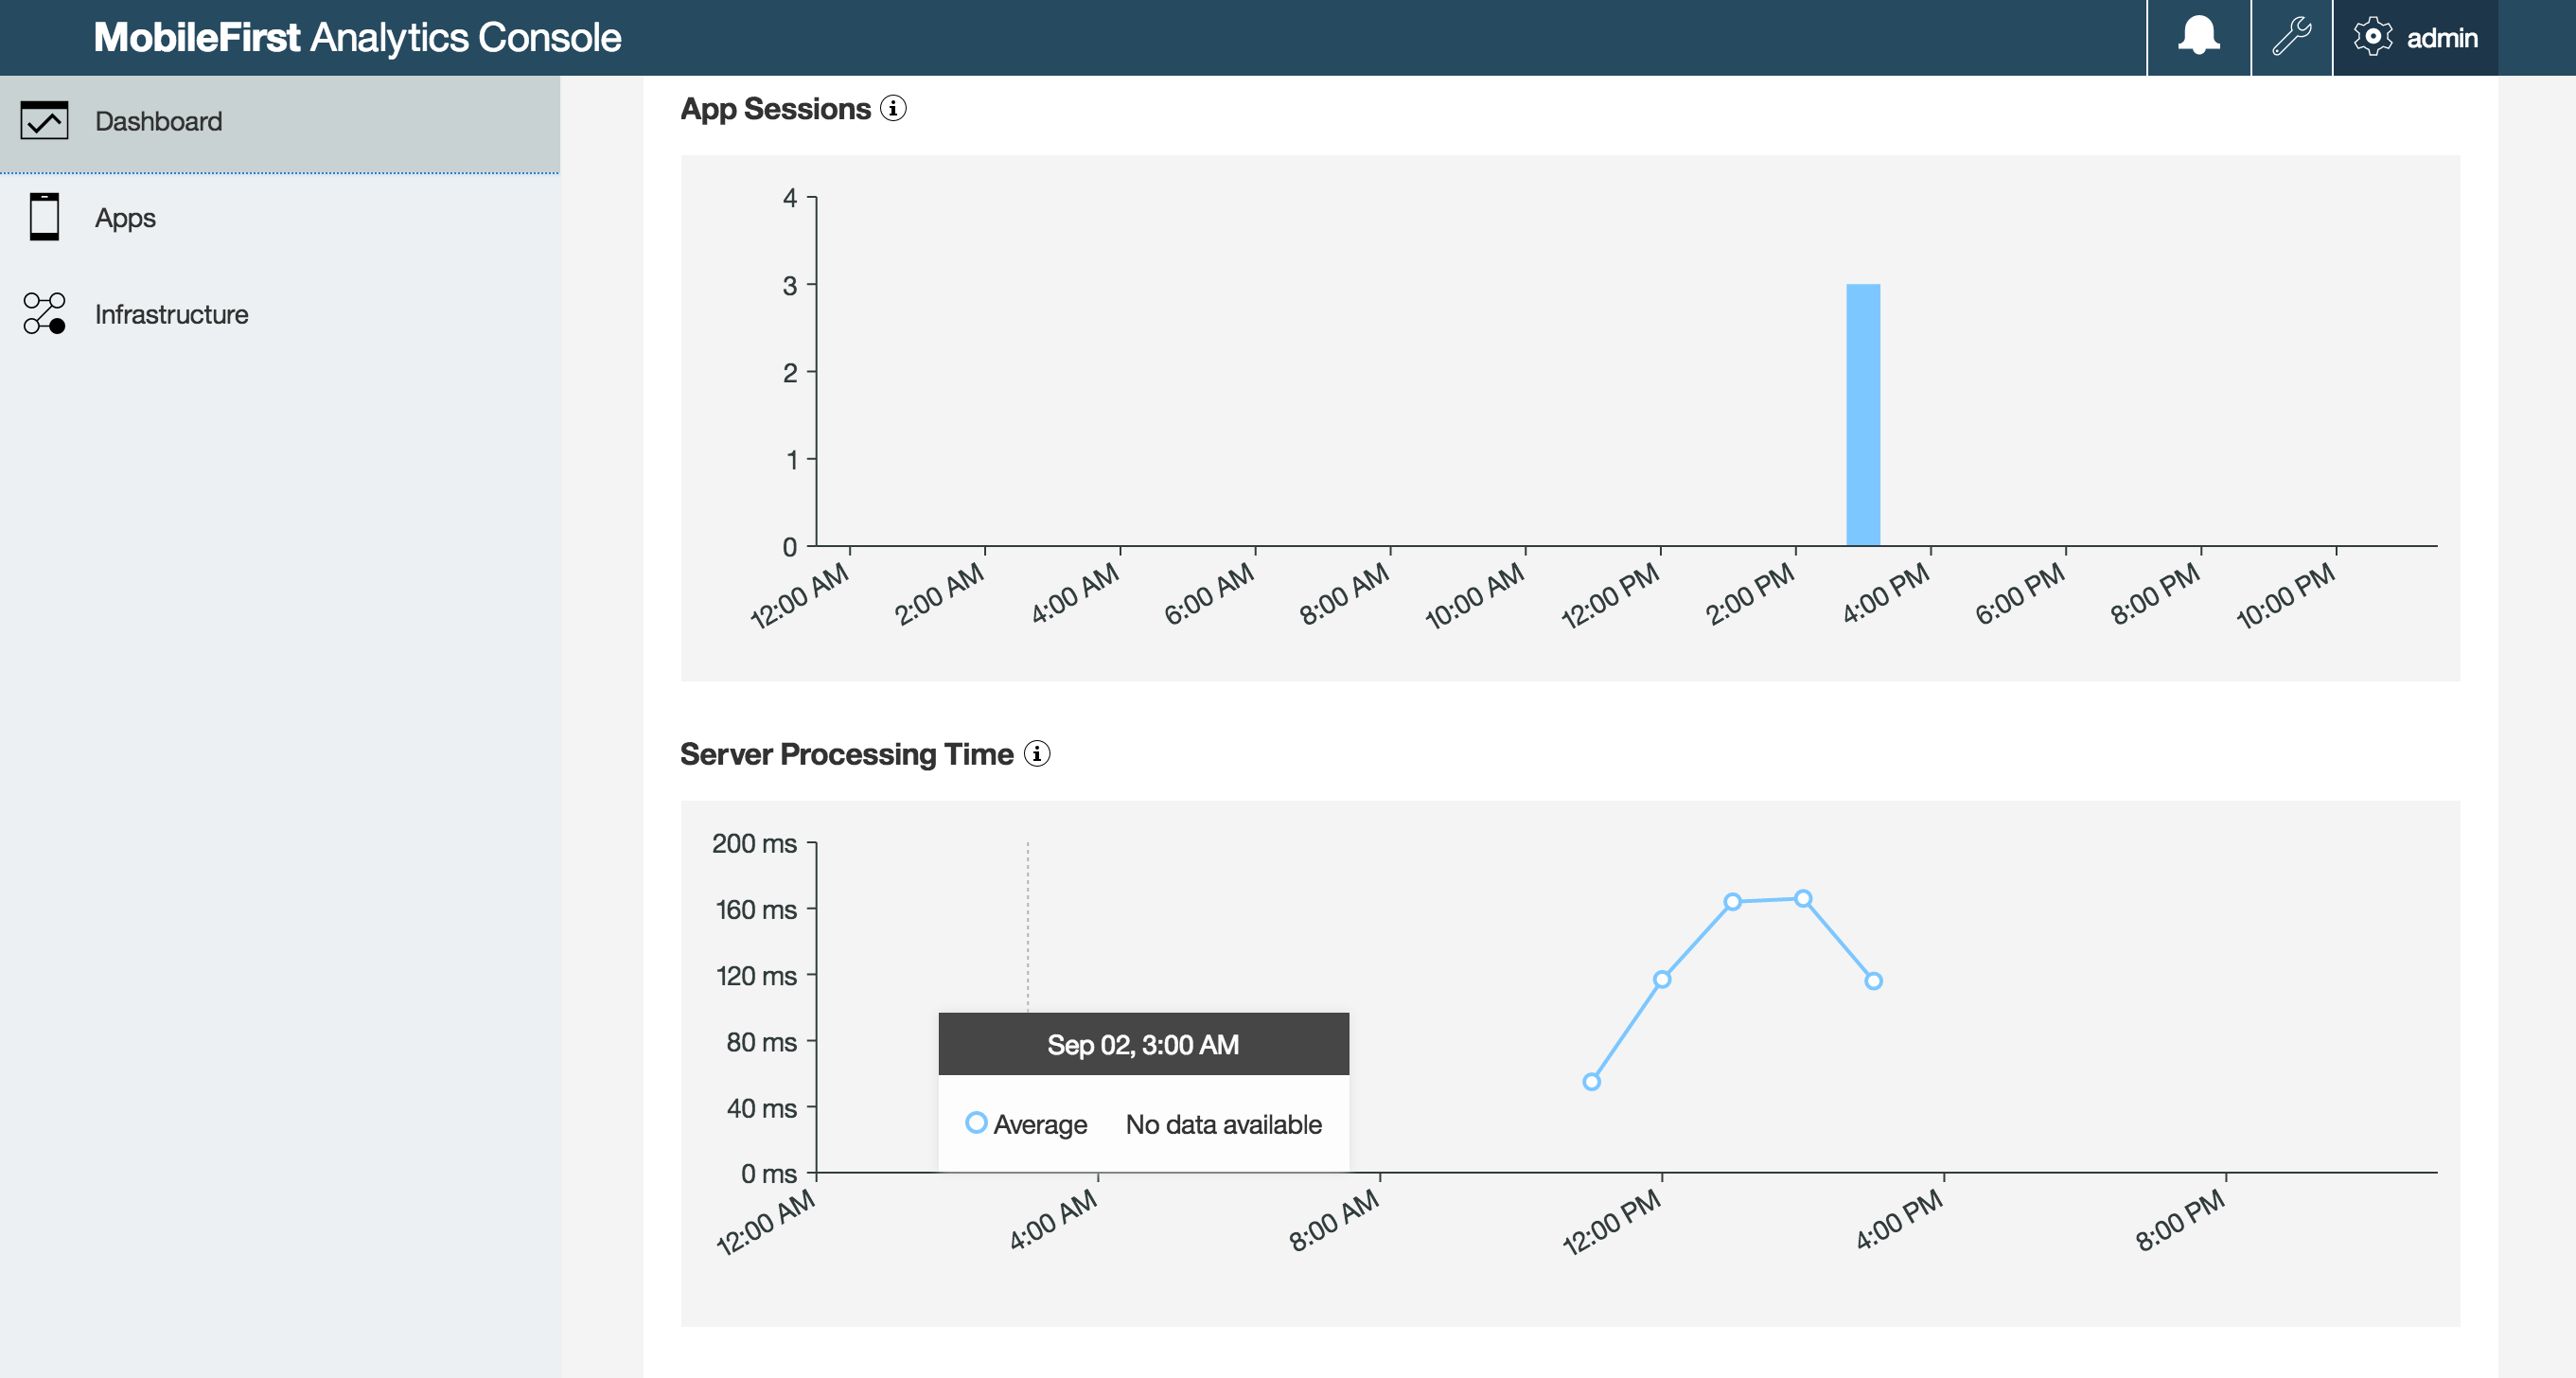 MobileFirst Analytics Console
admin
Dashboard
Apps
Infrastructure
App Sessions
4
3
2
1
0
12:00 AM
2:00 AM
4:00 AM
6:00 AM
8:00 AM
10:00 AM
12:00 PM
2:00 PM
4:00 PM
6:00 PM
8:00 PM
10:00 PM
Server Processing Time
200 ms
160 ms
120 ms
80 ms
40 ms
0 ms
Sep 02, 3:00 AM
Average No data available
12:00 AM
4:00 AM
8:00 AM
12:00 PM
4:00 PM
8:00 PM